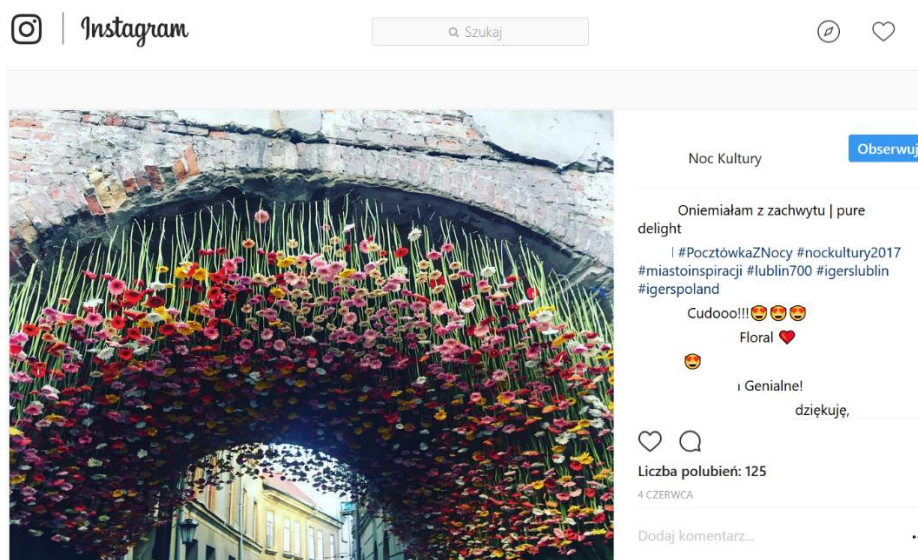 Instagram
Szukaj
Noc Kultury
Obserwuj
Oniemiałam z zachwytu | pure
delight
#PocztówkaZNocy #nockultury2017
#miastoinspiracji #lublin700 #igerslublin
#igerspoland
Cudooo!!!😍😍😍
Floral ❤
😍
Genialne!
dziękuję,
Liczba polubień: 125
4 CZERWCA
Dodaj komentarz...